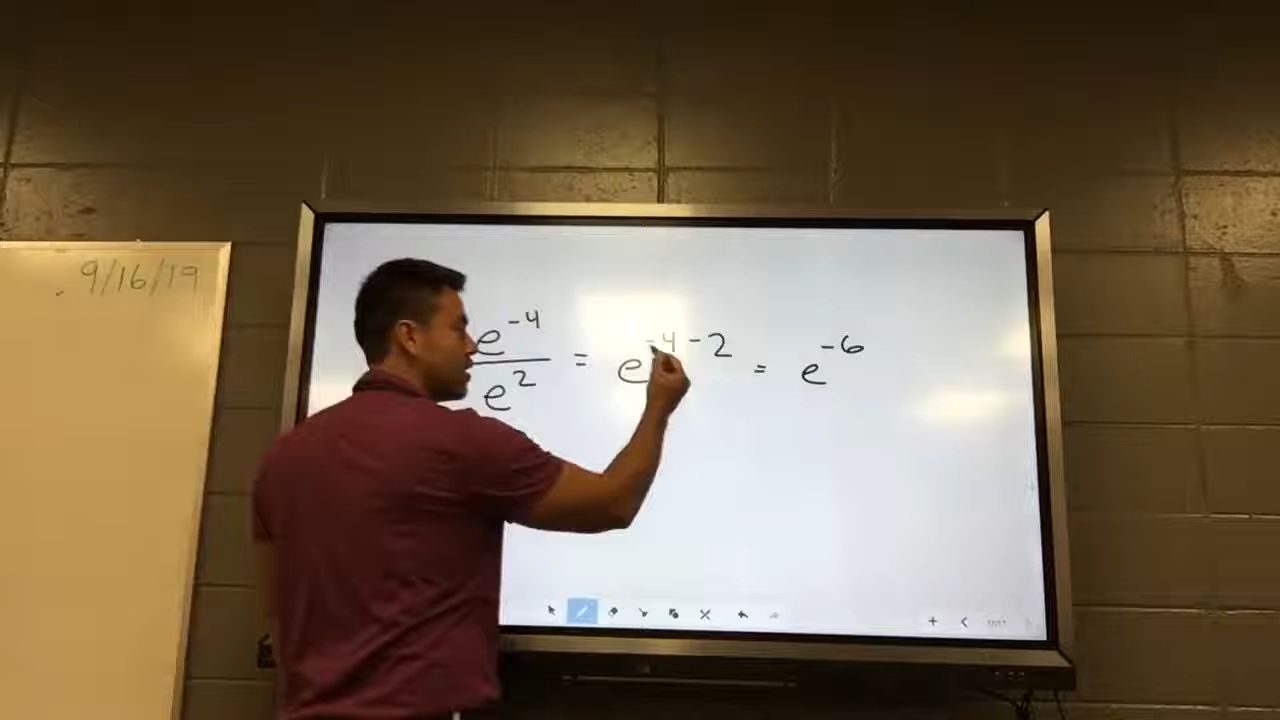 9/16/19
e^-4 / e^2 = e^-4-2 = e^-6